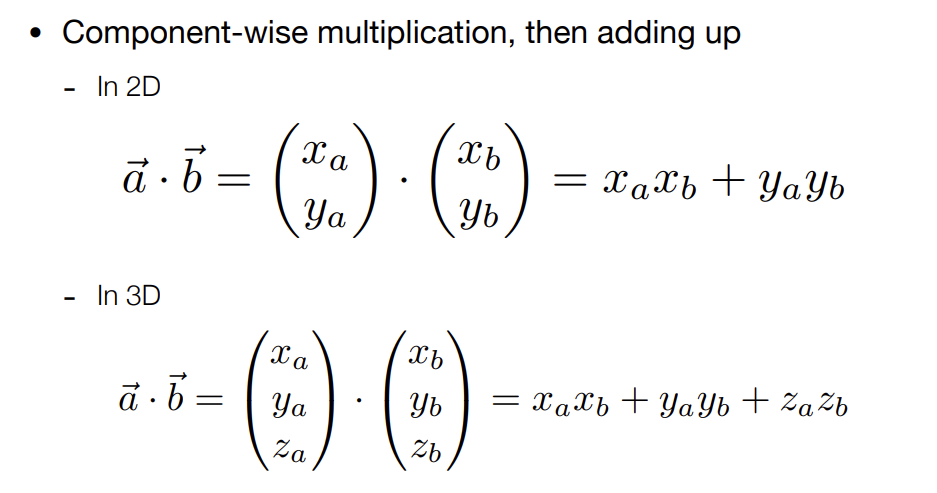 • Component-wise multiplication, then adding up
- In 2D
$\vec{a} \cdot \vec{b} = \begin{pmatrix} x_a \\ y_a \end{pmatrix} \cdot \begin{pmatrix} x_b \\ y_b \end{pmatrix} = x_a x_b + y_a y_b$
- In 3D
$\vec{a} \cdot \vec{b} = \begin{pmatrix} x_a \\ y_a \\ z_a \end{pmatrix} \cdot \begin{pmatrix} x_b \\ y_b \\ z_b \end{pmatrix} = x_a x_b + y_a y_b + z_a z_b$